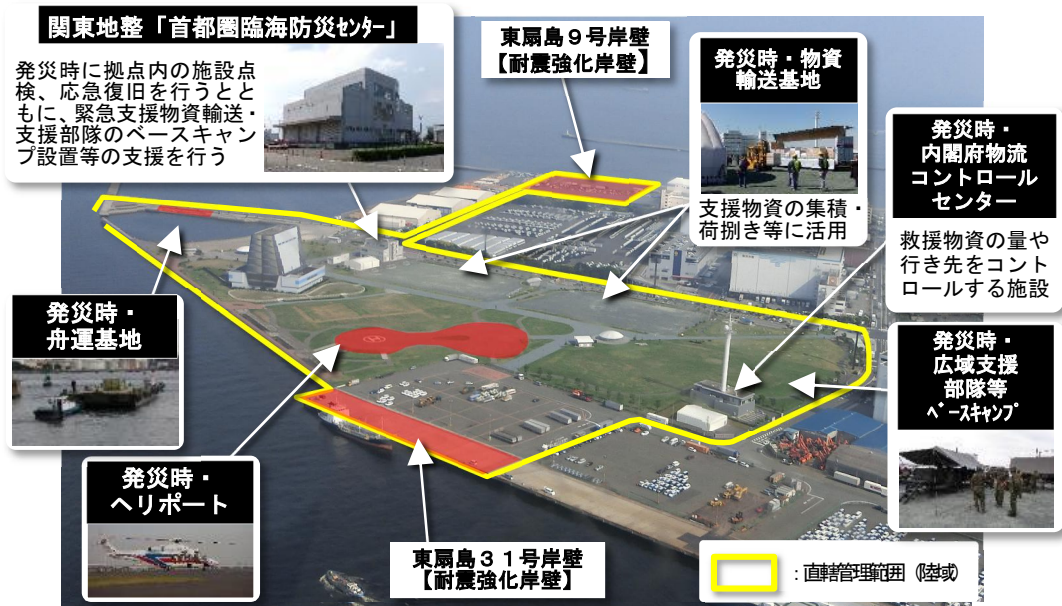 関東地整「首都圏臨海防災センター」
発災時に拠点内の施設点
検、応急復旧を行うとと
もに、緊急支援物資輸送・
支援部隊のベースキャン
プ設置等の支援を行う
東扇島９号岸壁
【耐震強化岸壁】
発災時・物資
輸送基地
支援物資の集積・
荷捌き等に活用
発災時・
内閣府物流
コントロール
センター
救援物資の量や
行き先をコント
ロールする施設
発災時・
舟運基地
発災時・
広域支援
部隊等
ﾍﾞｰｽｷｬﾝﾌﾟ
発災時・
ヘリポート
東扇島３１号岸壁
【耐震強化岸壁】
：直轄管理範囲（陸域）